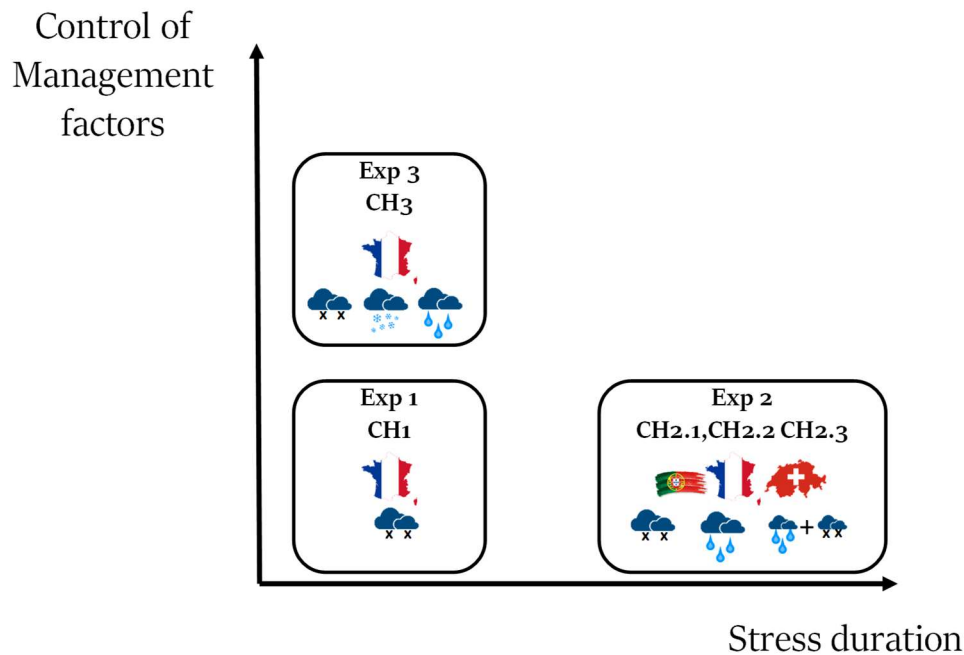 Control of
Management
factors
Exp 3
CH3
x x
Exp 1
CH1
x x
Exp 2
CH2.1,CH2.2 CH2.3
x x + x x
Stress duration